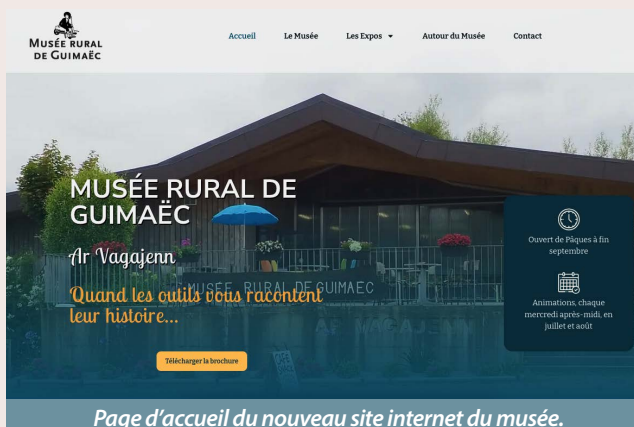 MUSÉE RURAL
DE GUIMAËC
Accueil
Le Musée
Les Expos
Autour du Musée
Contact
MUSÉE RURAL DE
GUIMAËC
Ar Vagajenn
Quand les outils vous racontent
leur histoire...
MUSEE RURAL DE GUIMAEC
AR VAGAJENN
Télécharger la brochure
Ouvert de Pâques à fin
septembre
Animations, chaque
mercredi après-midi, en
juillet et août
Page d'accueil du nouveau site internet du musée.